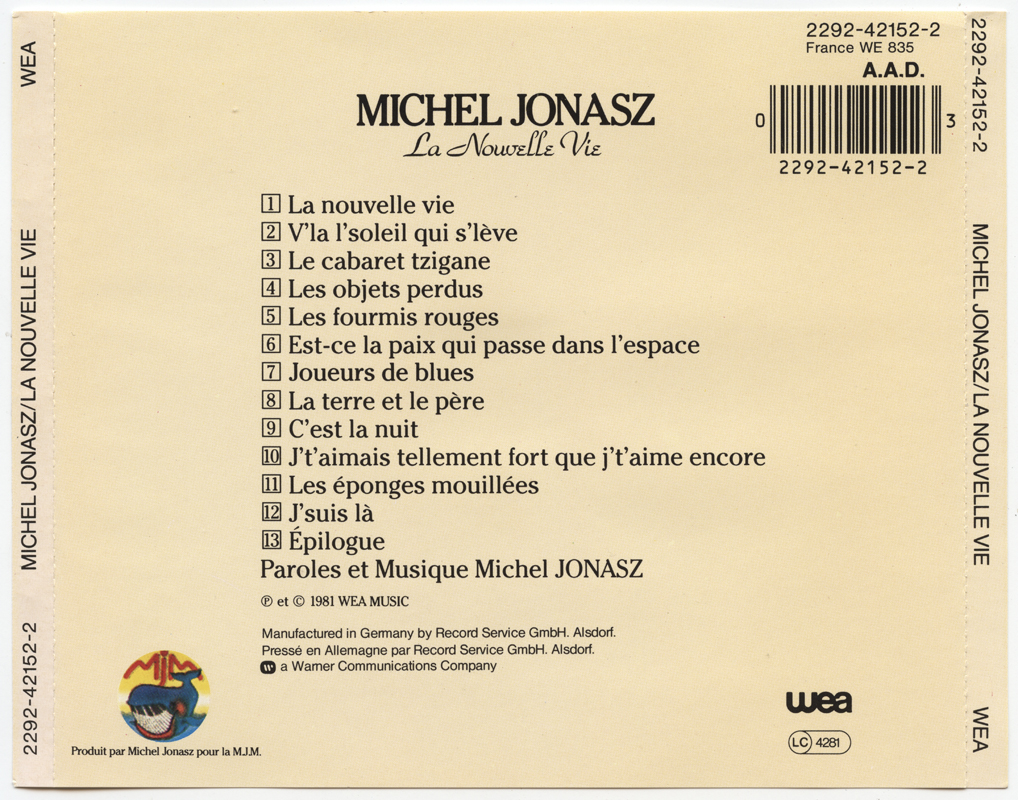 WEA
MICHEL JONASZ/LA NOUVELLE VIE
2292-42152-2
2292-42152-2
France WE 835
A.A.D.
0 3
2292-42152-2
MICHEL JONASZ
La Nouvelle Vie
1 La nouvelle vie
2 V'la l'soleil qui s'lève
3 Le cabaret tzigane
4 Les objets perdus
5 Les fourmis rouges
6 Est-ce la paix qui passe dans l'espace
7 Joueurs de blues
8 La terre et le père
9 C'est la nuit
10 J't'aimais tellement fort que j't'aime encore
11 Les éponges mouillées
12 J'suis là
13 Épilogue
Paroles et Musique Michel JONASZ
℗ et © 1981 WEA MUSIC
Manufactured in Germany by Record Service GmbH. Alsdorf.
Pressé en Allemagne par Record Service GmbH. Alsdorf.
w a Warner Communications Company
MJM
Produit par Michel Jonasz pour la M.J.M.
wea
LC 4281
2292-42152-2
MICHEL JONASZ/LA NOUVELLE VIE
WEA